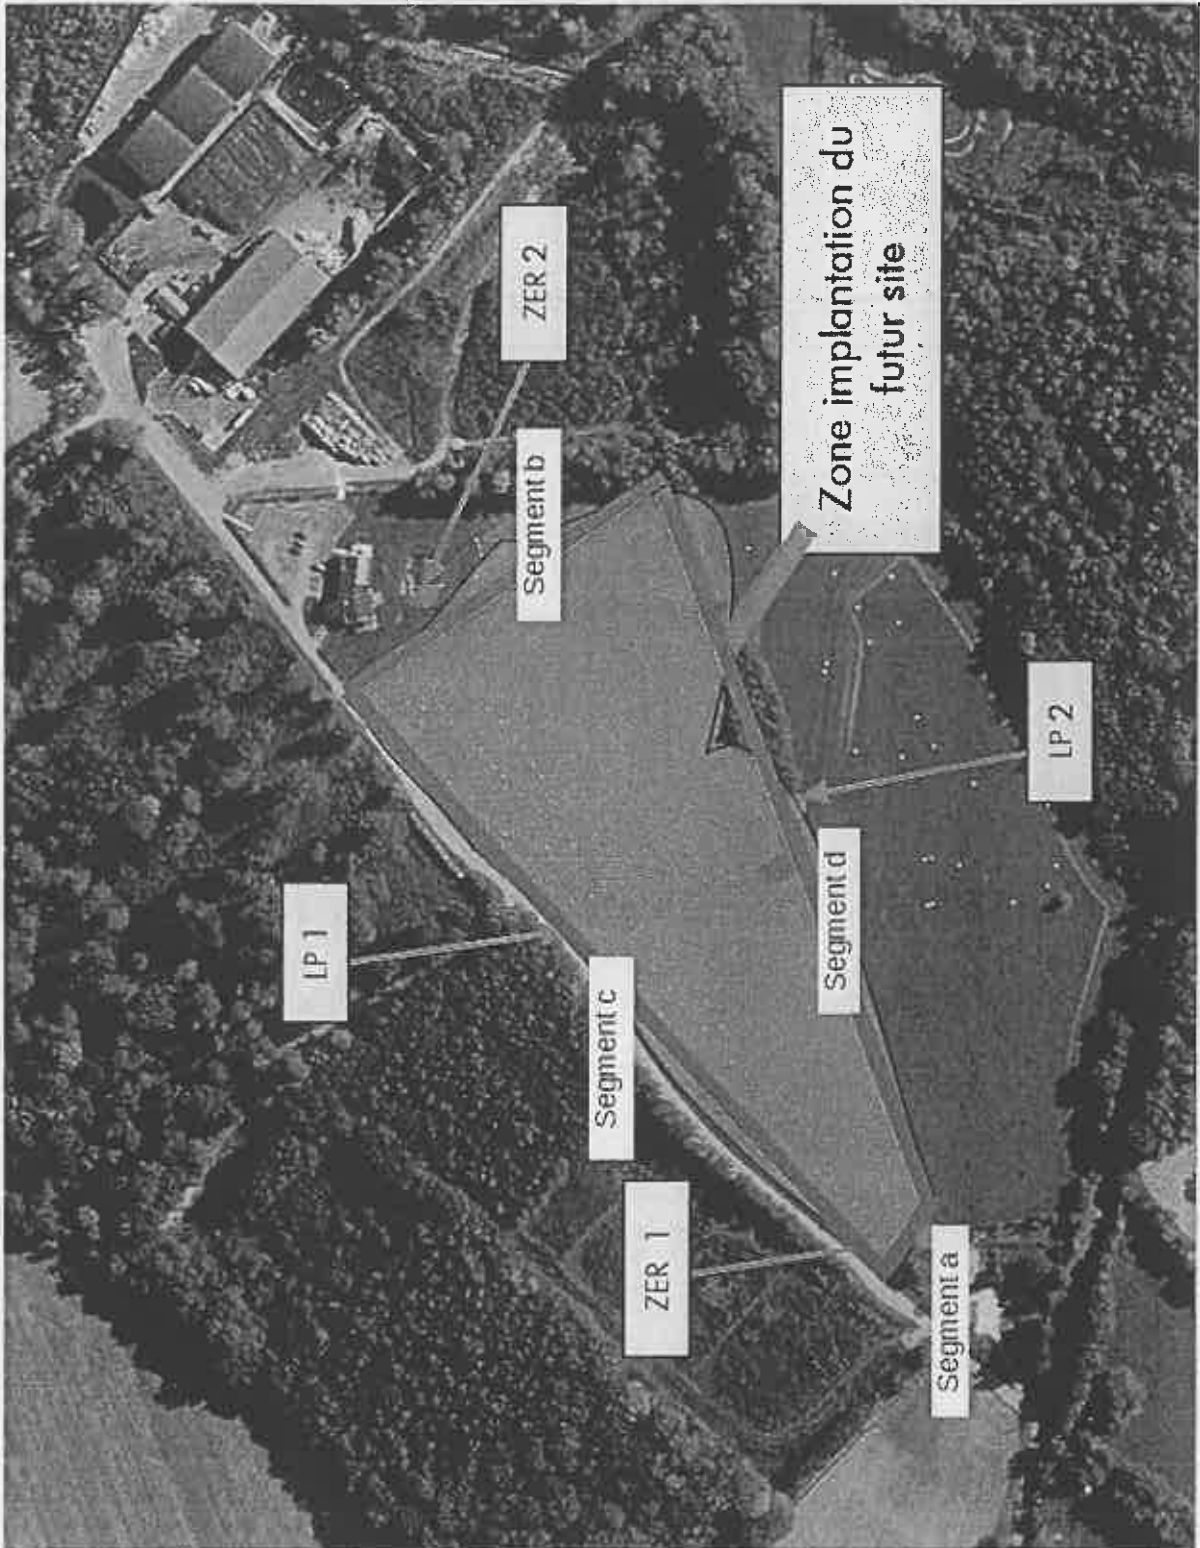 ZER 2
Zone implantation du
futur site
Segment b
LP 2
LP 1
Segment d
Segment c
ZER 1
Segment a